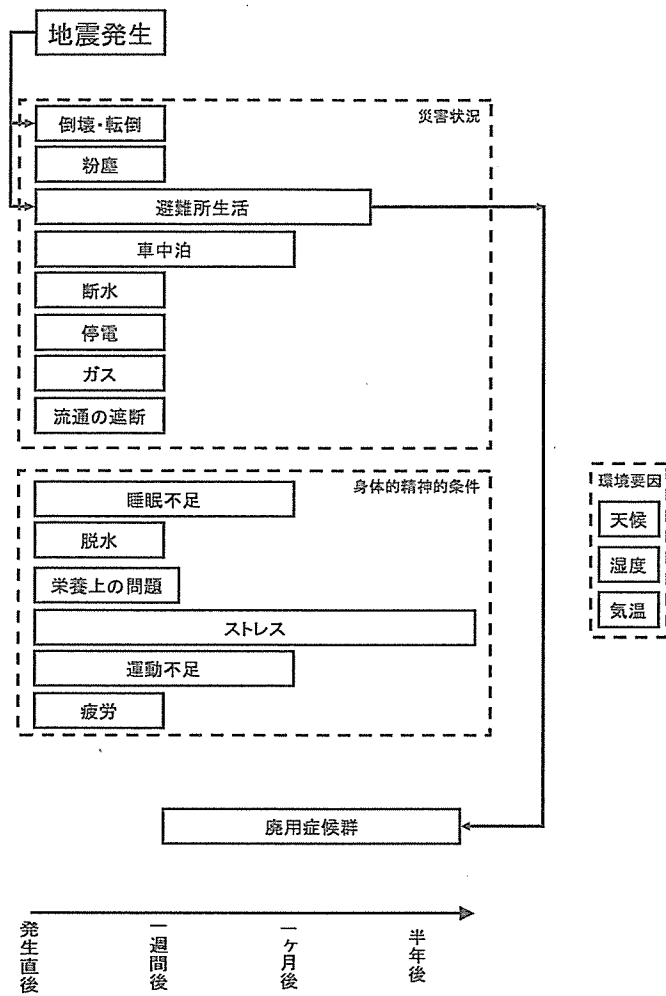 地震発生
災害状況
倒壊・転倒
粉塵
避難所生活
車中泊
断水
停電
ガス
流通の遮断
身体的精神的条件
睡眠不足
脱水
栄養上の問題
ストレス
運動不足
疲労
環境要因
天候
湿度
気温
廃用症候群
発生直後
一週間後
一ヶ月後
半年後